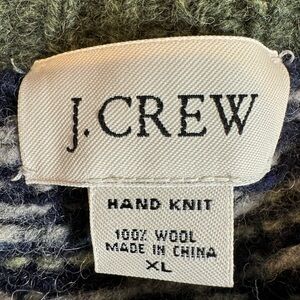 J.CREW
HAND KNIT
100% WOOL
MADE IN CHINA
XL